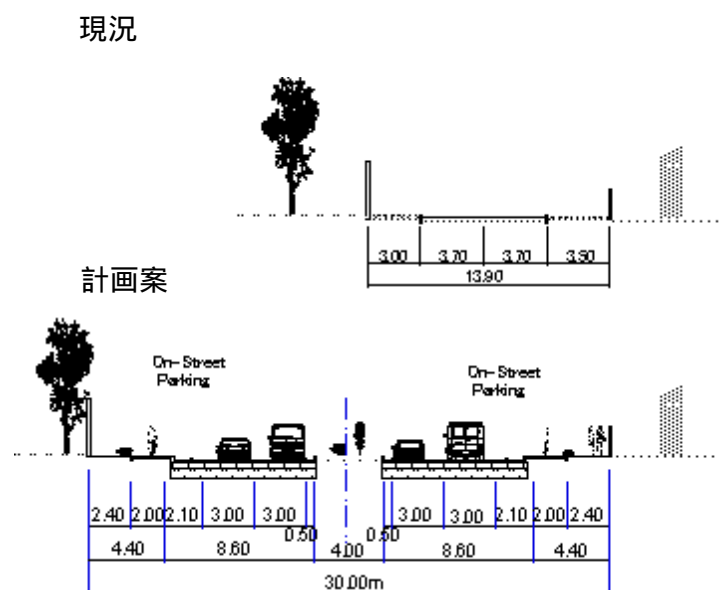 現況
3.00 3.70 3.70 3.50
13.90
計画案
On-Street
Parking
On-Street
Parking
2.40 2.00 2.10 3.00 3.00 3.00 3.00 2.10 2.00 2.40
0.50 0.50
4.40 8.60 4.00 8.60 4.40
30.00m